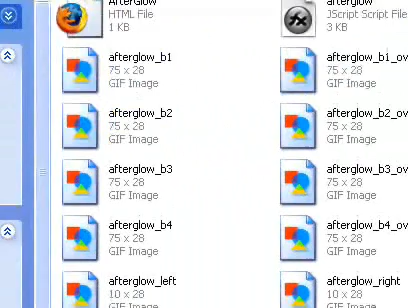 AfterGlow
HTML File
1 KB
afterglow
JScript Script File
3 KB
afterglow_b1
75 x 28
GIF Image
afterglow_b1_ov
75 x 28
GIF Image
afterglow_b2
75 x 28
GIF Image
afterglow_b2_ov
75 x 28
GIF Image
afterglow_b3
75 x 28
GIF Image
afterglow_b3_ov
75 x 28
GIF Image
afterglow_b4
75 x 28
GIF Image
afterglow_b4_ov
75 x 28
GIF Image
afterglow_left
10 x 28
GIF Image
afterglow_right
10 x 28
GIF Image